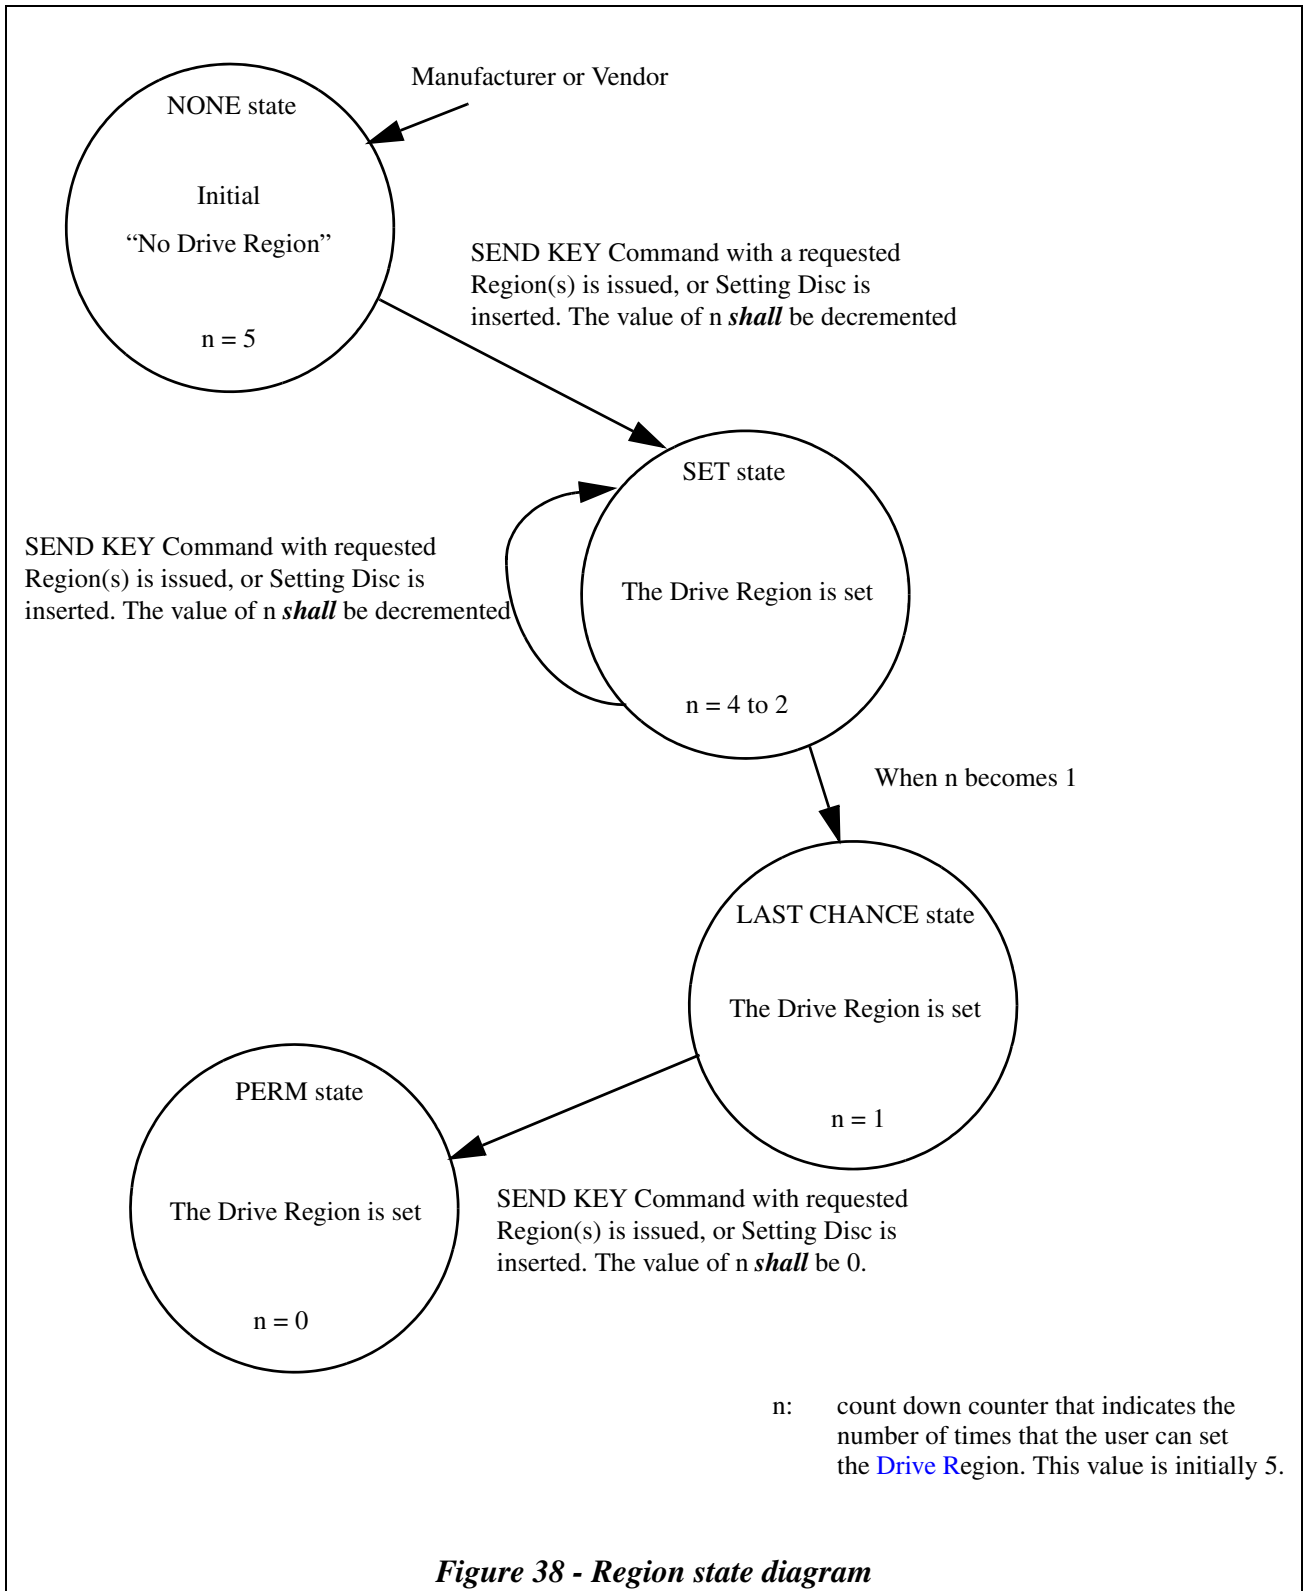 Manufacturer or Vendor
NONE state
Initial
“No Drive Region”
n = 5
SEND KEY Command with a requested
Region(s) is issued, or Setting Disc is
inserted. The value of n shall be decremented
SET state
The Drive Region is set
n = 4 to 2
SEND KEY Command with requested
Region(s) is issued, or Setting Disc is
inserted. The value of n shall be decremented
When n becomes 1
LAST CHANCE state
The Drive Region is set
n = 1
PERM state
The Drive Region is set
n = 0
SEND KEY Command with requested
Region(s) is issued, or Setting Disc is
inserted. The value of n shall be 0.
n: count down counter that indicates the
number of times that the user can set
the Drive Region. This value is initially 5.
Figure 38 - Region state diagram